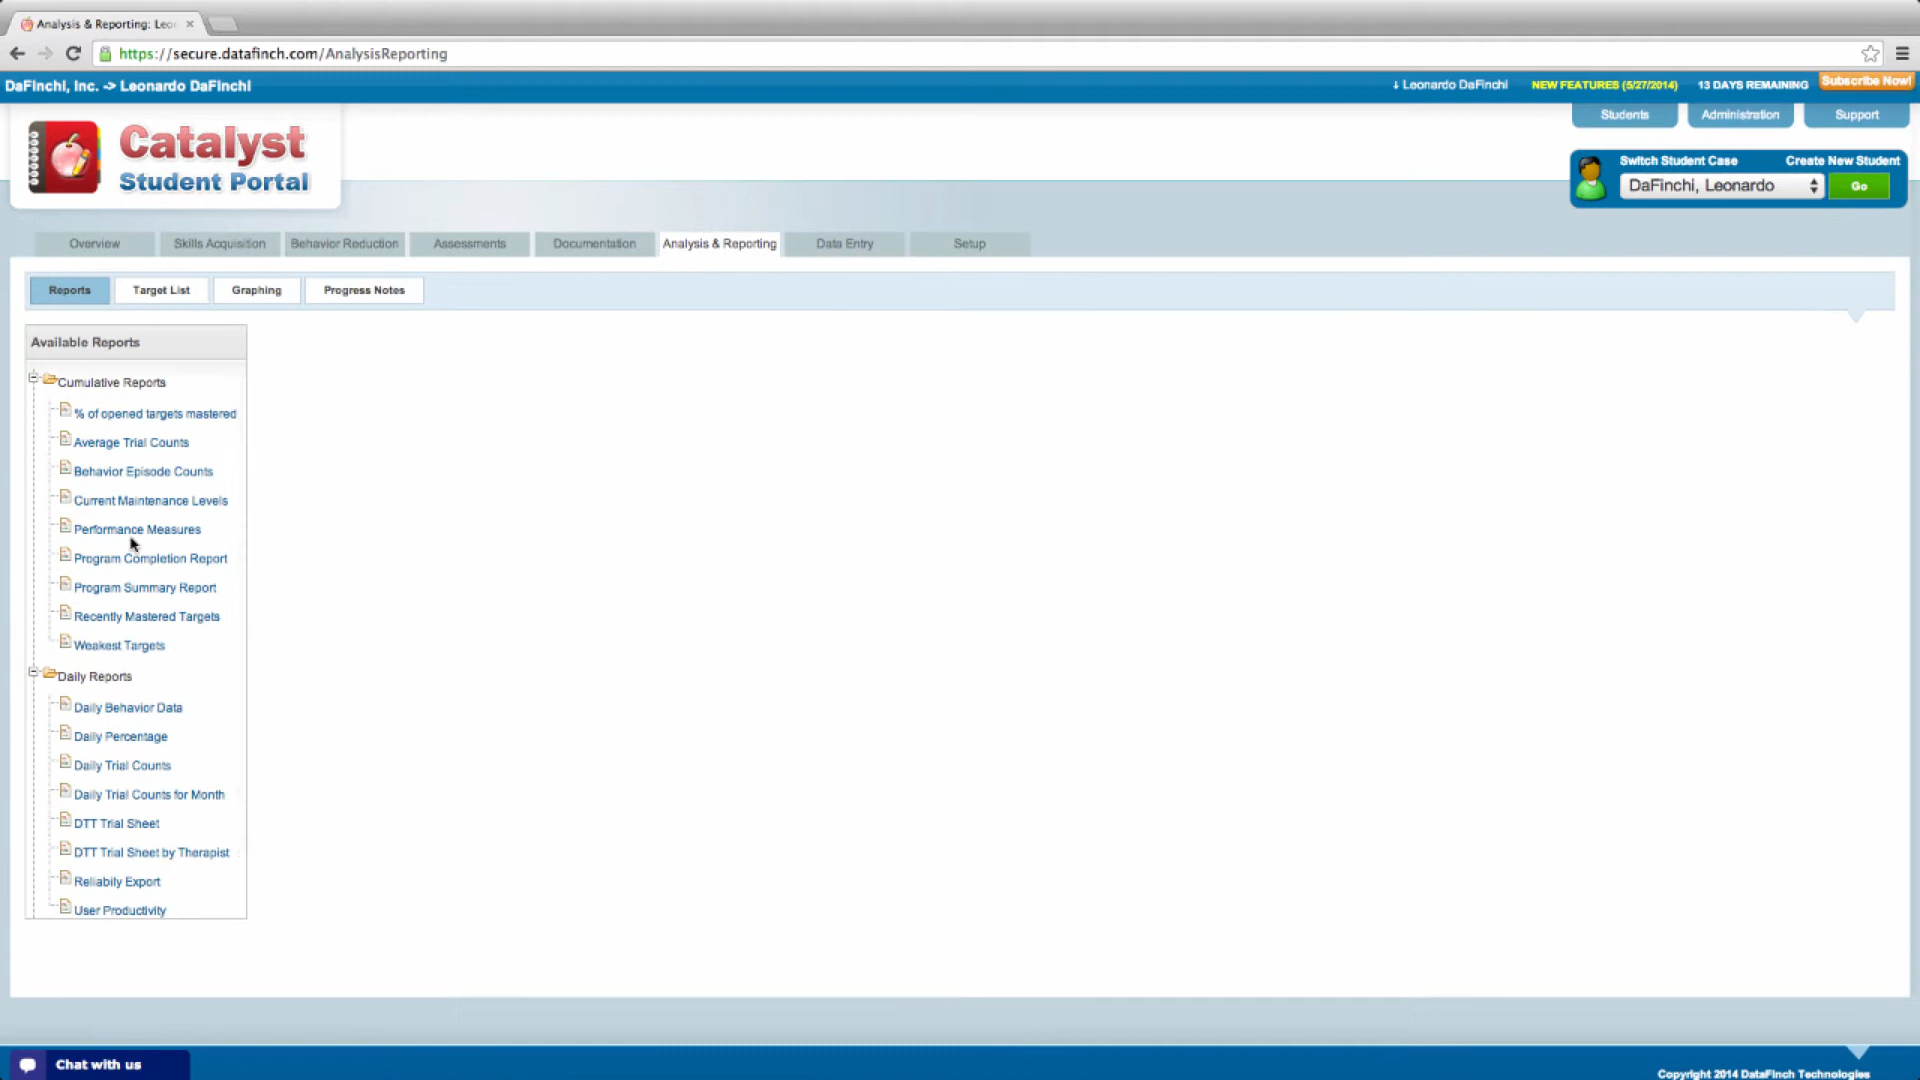 Analysis & Reporting: Leo
https://secure.datafinch.com/AnalysisReporting
DaFinchi, Inc. -> Leonardo DaFinchi
Leonardo DaFinchi
NEW FEATURES (5/27/2014)
13 DAYS REMAINING
Subscribe Now!
Students
Administration
Support
Catalyst
Student Portal
Switch Student Case
Create New Student
DaFinchi, Leonardo
Go
Overview
Skills Acquisition
Behavior Reduction
Assessments
Documentation
Analysis & Reporting
Data Entry
Setup
Reports
Target List
Graphing
Progress Notes
Available Reports
Cumulative Reports
% of opened targets mastered
Average Trial Counts
Behavior Episode Counts
Current Maintenance Levels
Performance Measures
Program Completion Report
Program Summary Report
Recently Mastered Targets
Weakest Targets
Daily Reports
Daily Behavior Data
Daily Percentage
Daily Trial Counts
Daily Trial Counts for Month
DTT Trial Sheet
DTT Trial Sheet by Therapist
Reliabily Export
User Productivity
Chat with us
Copyright 2014 DataFinch Technologies